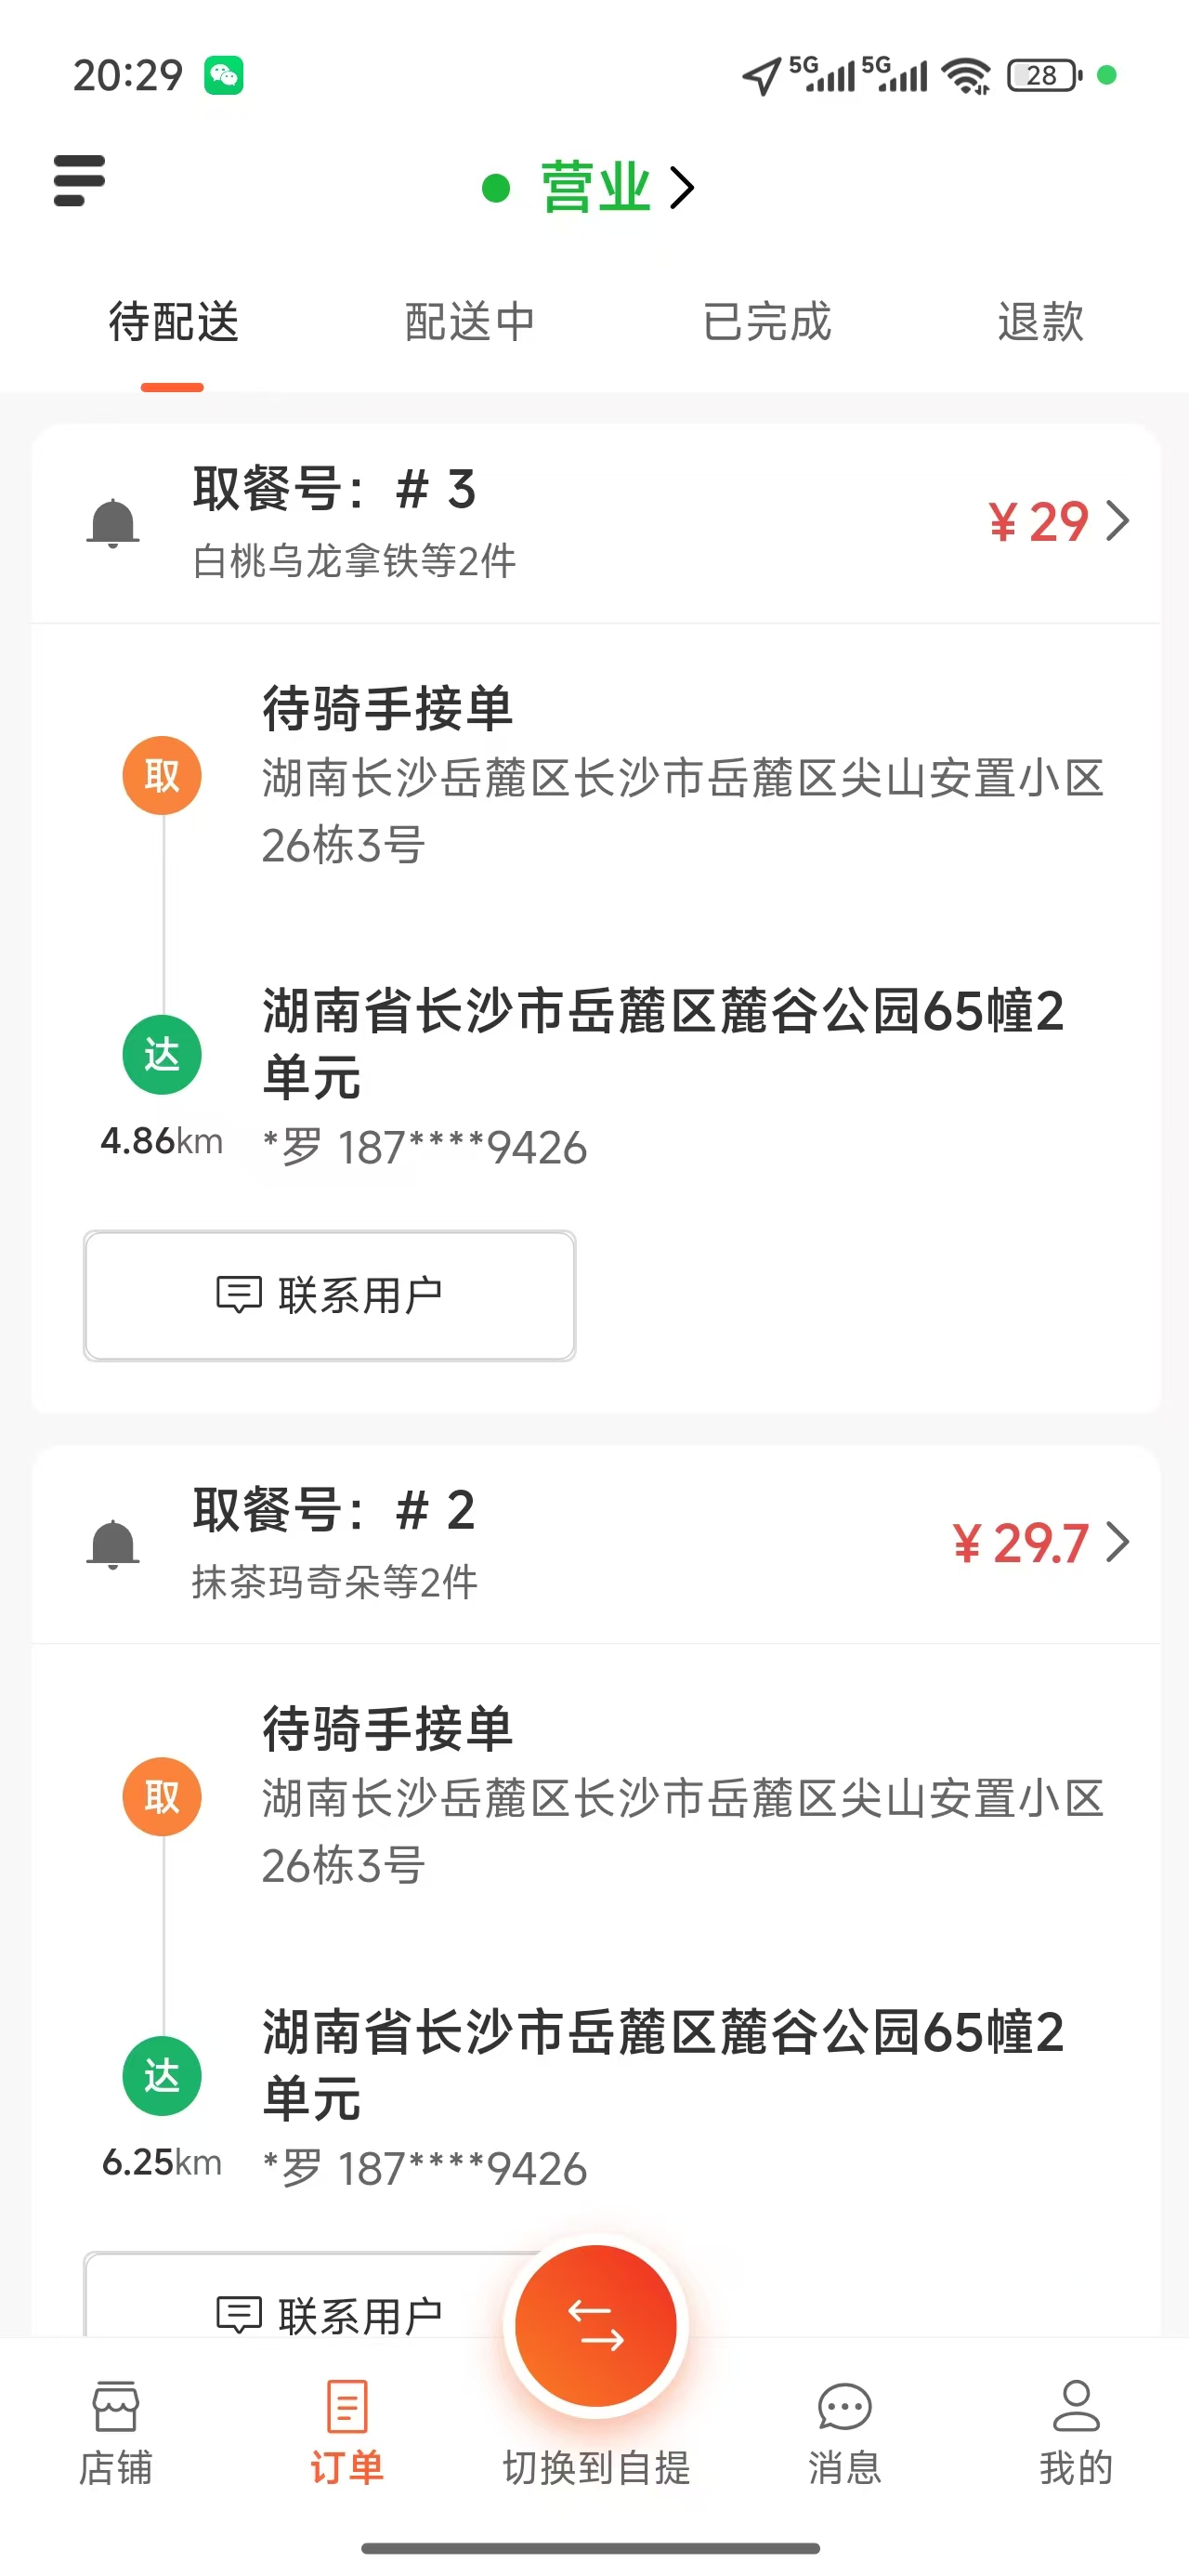 20:29
5G 5G 28
营业
待配送 配送中 已完成 退款
取餐号：# 3
白桃乌龙拿铁等2件
¥ 29
待骑手接单
取
湖南长沙岳麓区长沙市岳麓区尖山安置小区
26栋3号
湖南省长沙市岳麓区麓谷公园65幢2
单元
达
4.86km
*罗 187****9426
联系用户
取餐号：# 2
抹茶玛奇朵等2件
¥ 29.7
待骑手接单
取
湖南长沙岳麓区长沙市岳麓区尖山安置小区
26栋3号
湖南省长沙市岳麓区麓谷公园65幢2
单元
达
6.25km
*罗 187****9426
联系用户
店铺 订单 切换到自提 消息 我的